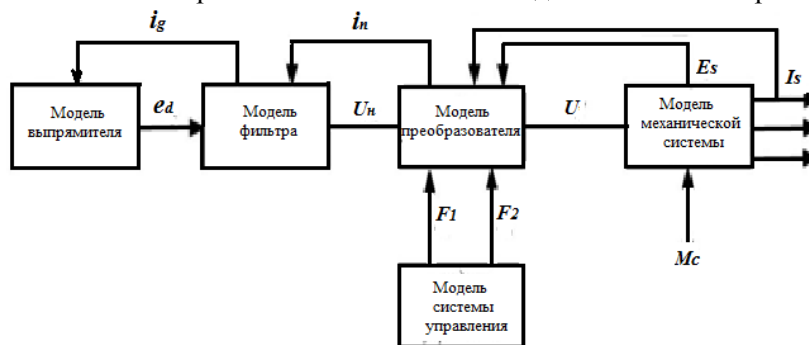 ig
in
Es
Is
Модель
выпрямителя
ed
Модель
фильтра
Uн
Модель
преобразователя
U
Модель
механической
системы
F1
F2
Mc
Модель
системы
управления